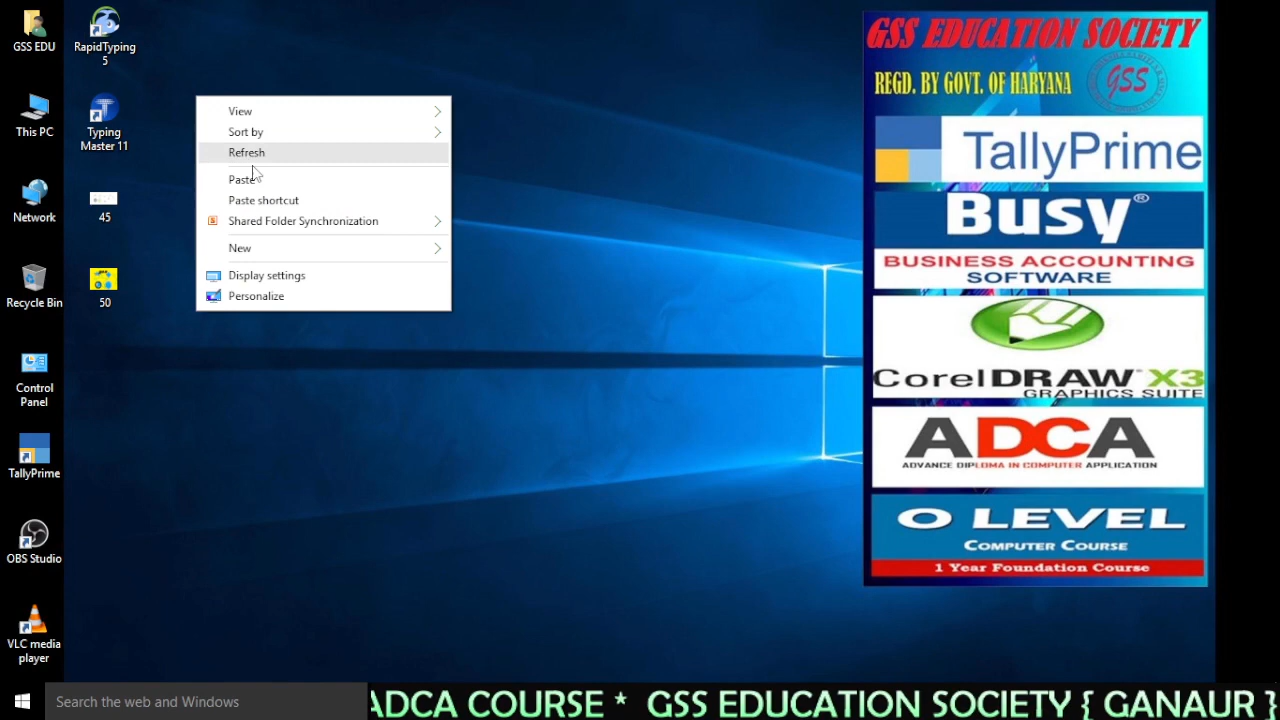 GSS EDU
RapidTyping
5
This PC
Typing
Master 11
Network
45
Recycle Bin
50
Control
Panel
TallyPrime
OBS Studio
VLC media
player
View
Sort by
Refresh
Paste
Paste shortcut
Shared Folder Synchronization
New
Display settings
Personalize
GSS EDUCATION SOCIETY
REGD. BY GOVT. OF HARYANA
GSS
TallyPrime
Busy®
BUSINESS ACCOUNTING
SOFTWARE
CorelDRAW X3
GRAPHICS SUITE
ADCA
ADVANCE DIPLOMA IN COMPUTER APPLICATION
O LEVEL
COMPUTER COURSE
1 Year Foundation Course
Search the web and Windows
ADCA COURSE * GSS EDUCATION SOCIETY { GANAUR }